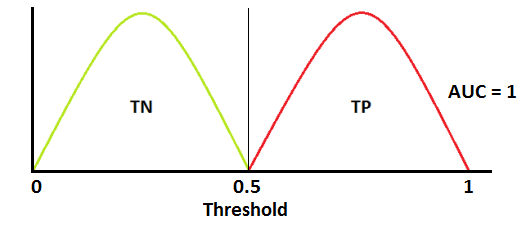 TN
TP
AUC = 1
0
0.5
1
Threshold